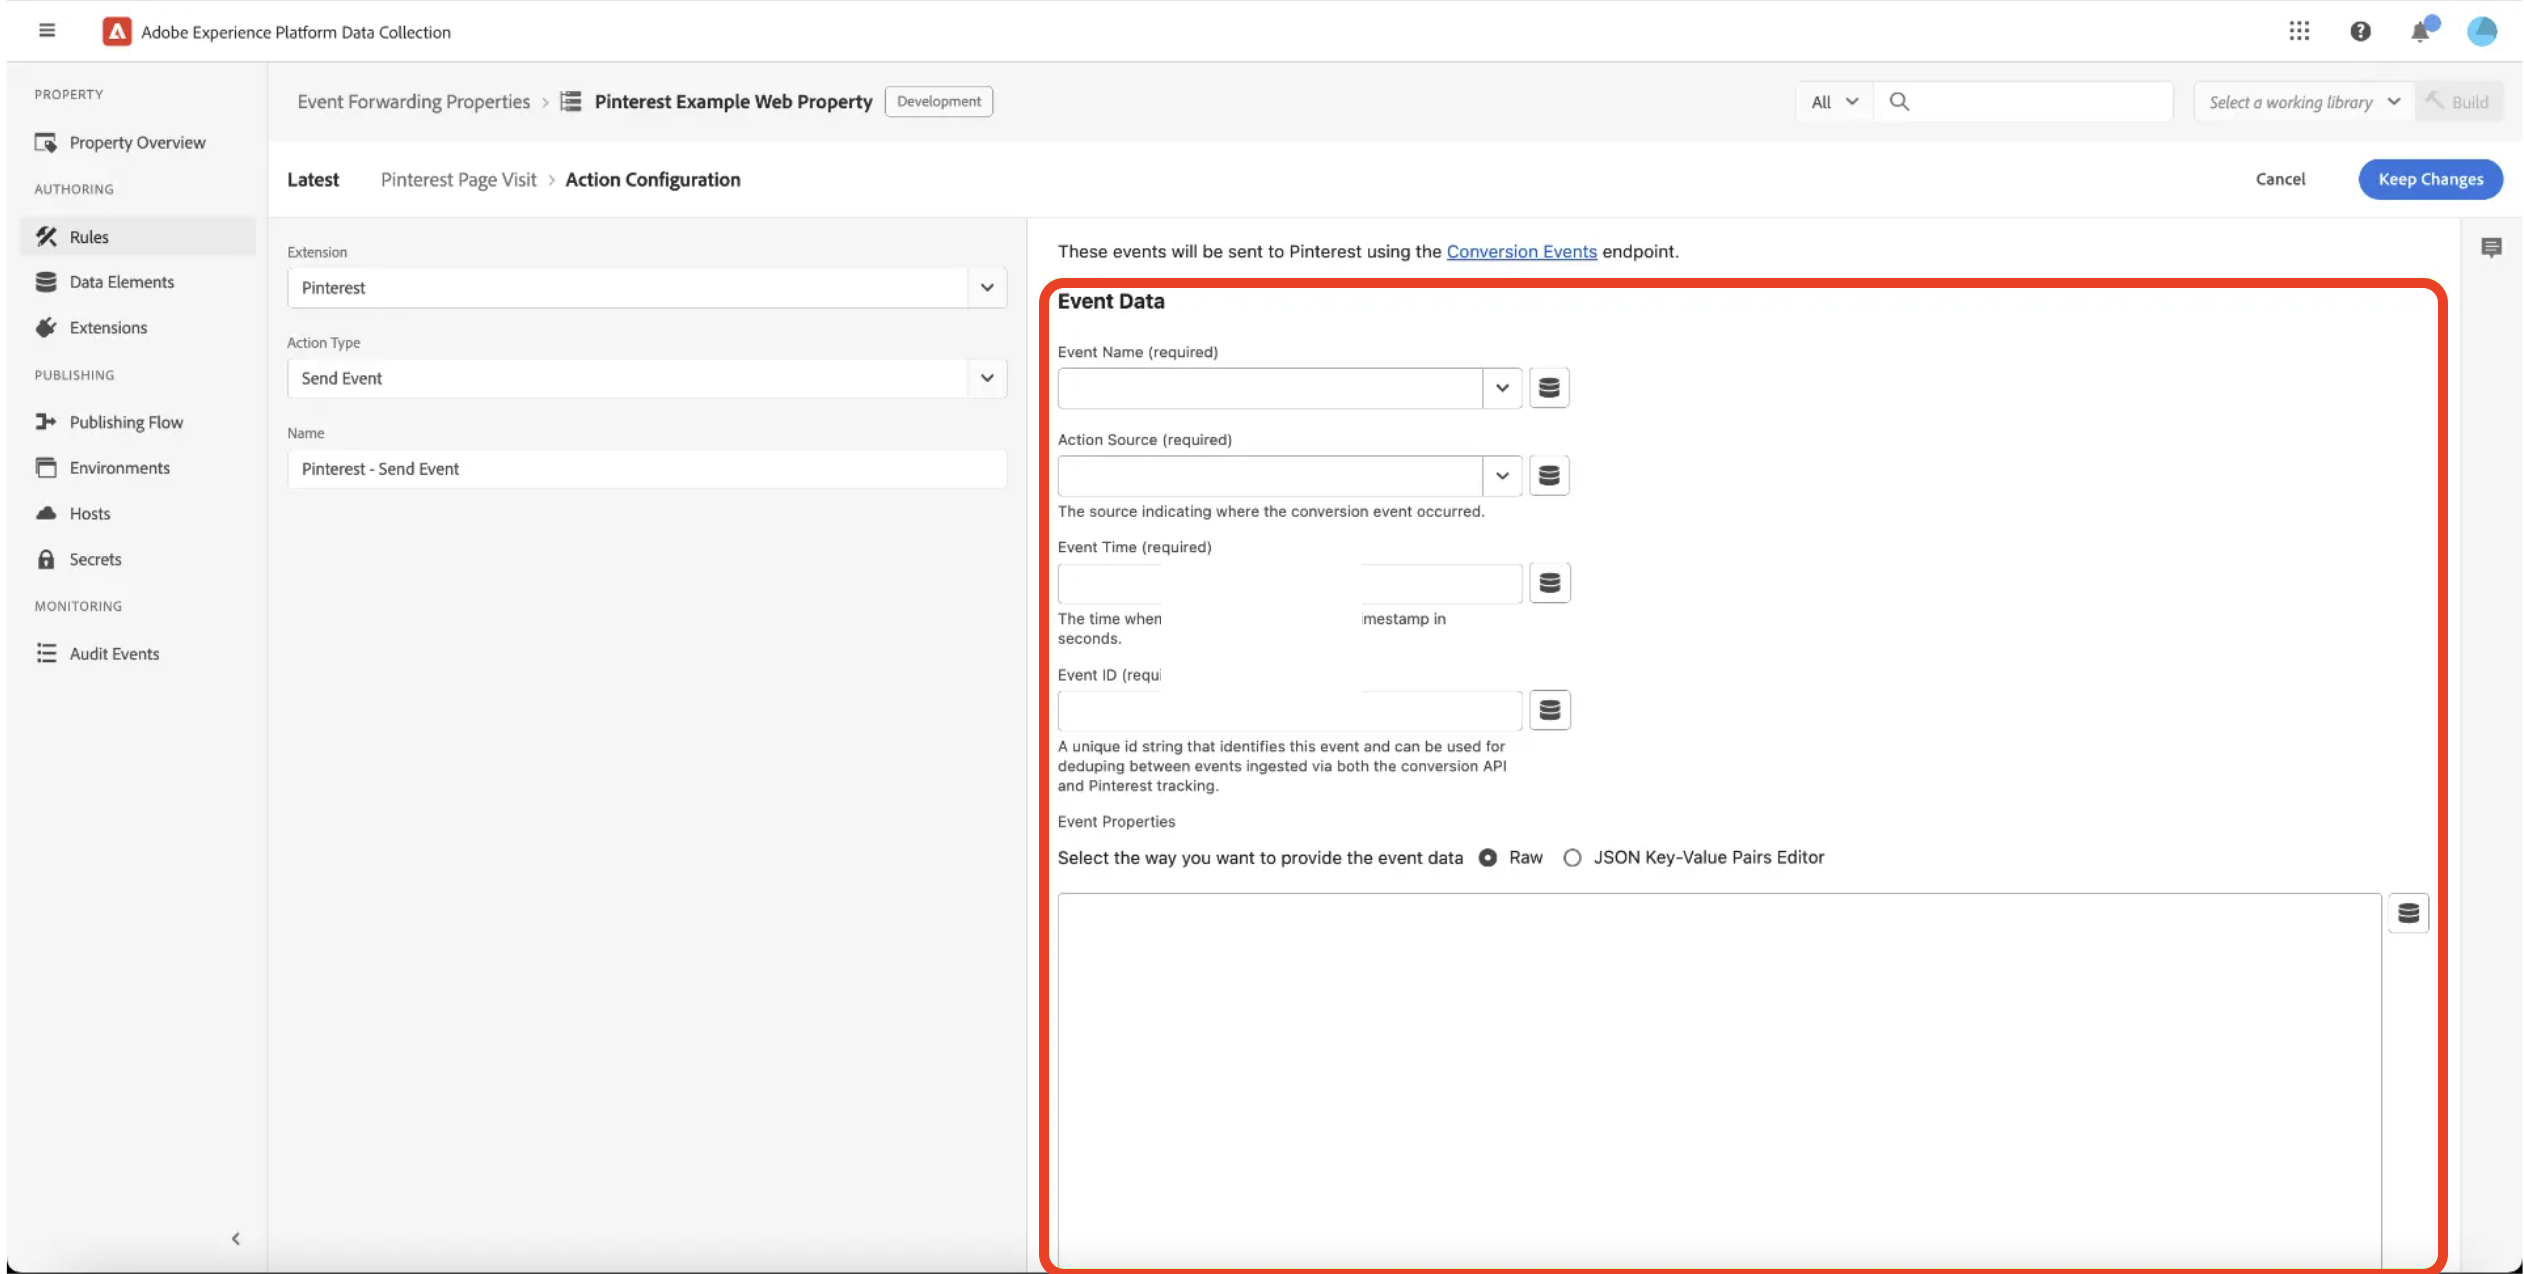 Adobe Experience Platform Data Collection
PROPERTY
Property Overview
AUTHORING
Rules
Data Elements
Extensions
PUBLISHING
Publishing Flow
Environments
Hosts
Secrets
MONITORING
Audit Events
Event Forwarding Properties > Pinterest Example Web Property Development
All
Select a working library
Build
Latest Pinterest Page Visit > Action Configuration
Cancel
Keep Changes
Extension
Pinterest
Action Type
Send Event
Name
Pinterest - Send Event
These events will be sent to Pinterest using the Conversion Events endpoint.
Event Data
Event Name (required)
Action Source (required)
The source indicating where the conversion event occurred.
Event Time (required)
The time when
imestamp in
seconds.
Event ID (requi
A unique id string that identifies this event and can be used for
deduping between events ingested via both the conversion API
and Pinterest tracking.
Event Properties
Select the way you want to provide the event data Raw JSON Key-Value Pairs Editor